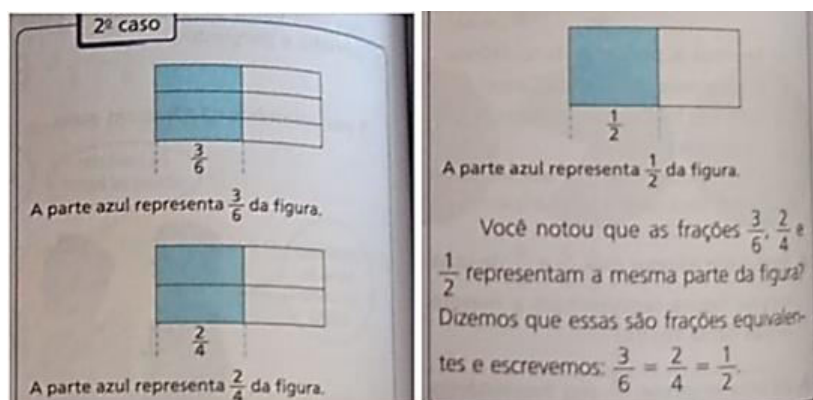 2º caso
3/6
A parte azul representa 3/6 da figura.
2/4
A parte azul representa 2/4 da figura.
1/2
A parte azul representa 1/2 da figura.
Você notou que as frações 3/6, 2/4 e
1/2 representam a mesma parte da figura?
Dizemos que essas são frações equivalen-
tes e escrevemos: 3/6 = 2/4 = 1/2.